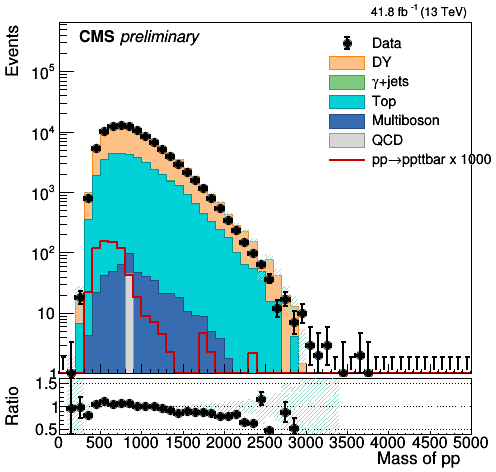 41.8 fb⁻¹ (13 TeV)
CMS preliminary
Events
10⁵
10⁴
10³
10²
10
1
Data
DY
γ+jets
Top
Multiboson
QCD
pp→ppttbar x 1000
Ratio
1.5
1
0.5
0 500 1000 1500 2000 2500 3000 3500 4000 4500 5000
Mass of pp